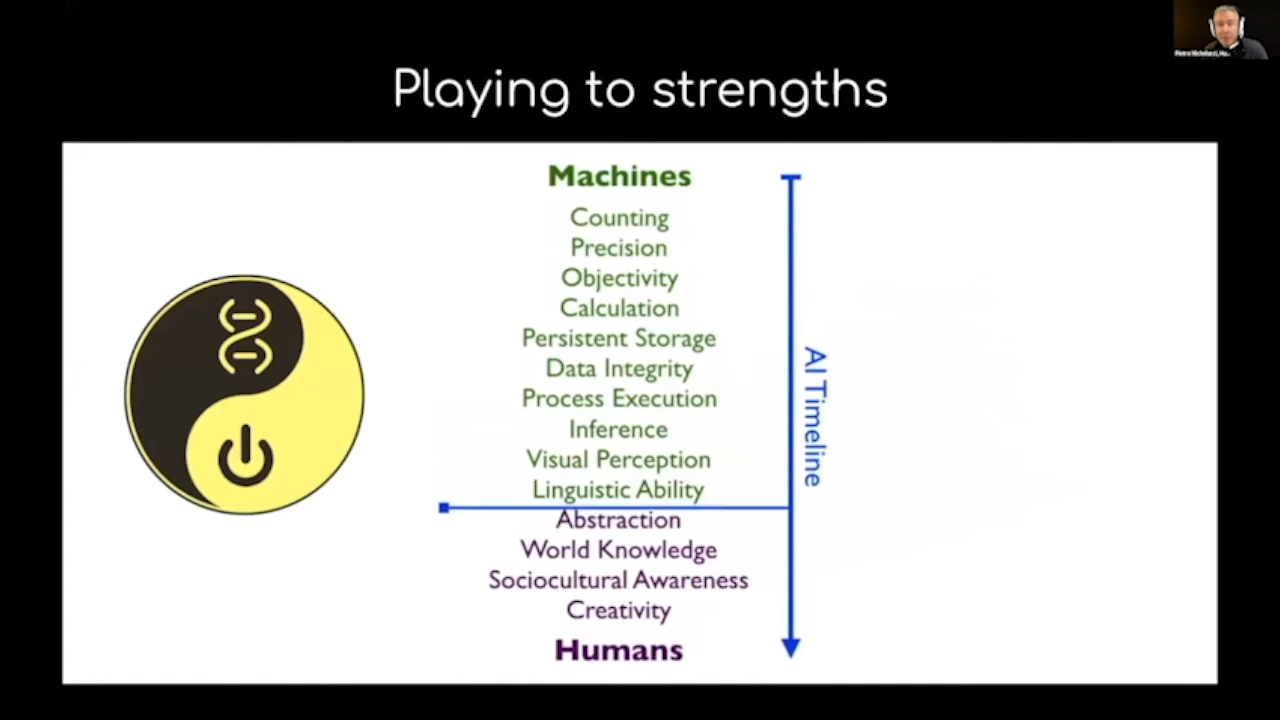 Playing to strengths
Machines
Counting
Precision
Objectivity
Calculation
Persistent Storage
Data Integrity
Process Execution
Inference
Visual Perception
Linguistic Ability
Abstraction
World Knowledge
Sociocultural Awareness
Creativity
Humans
AI Timeline